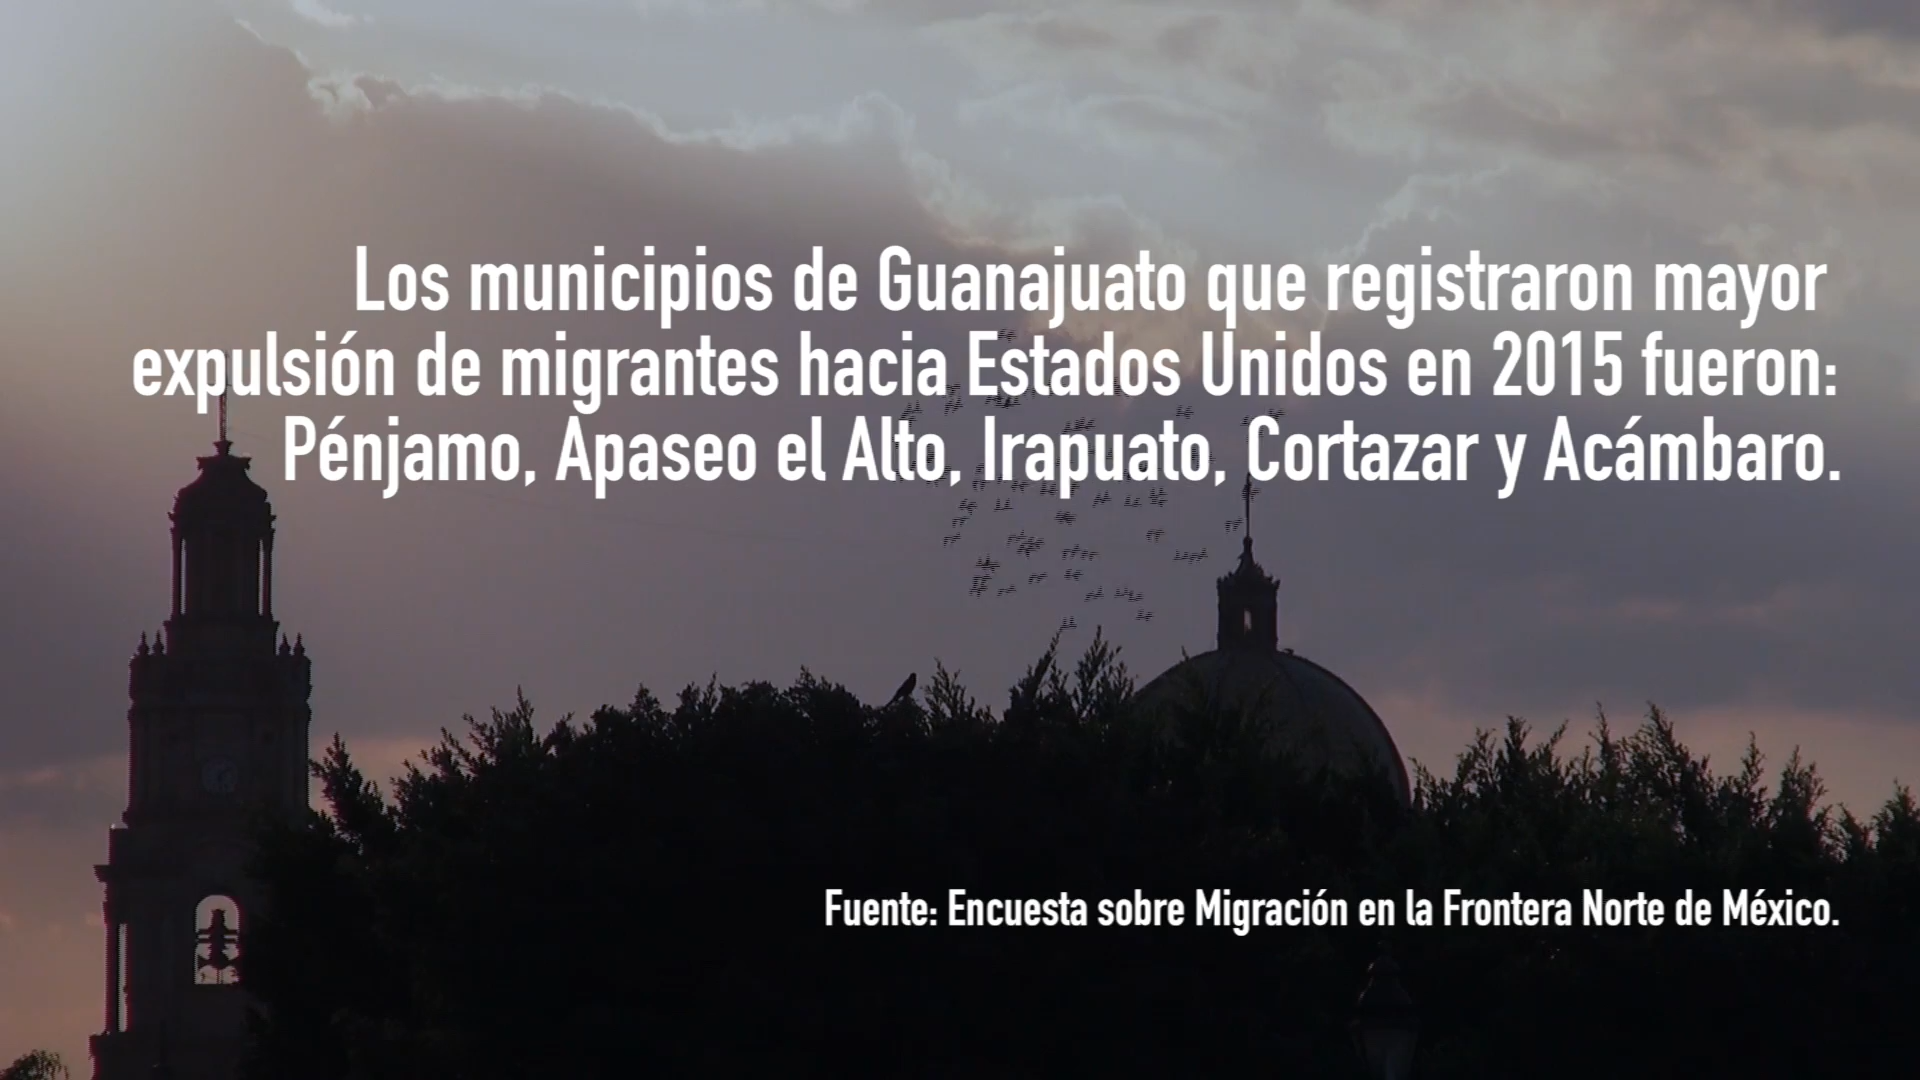 Los municipios de Guanajuato que registraron mayor
expulsión de migrantes hacia Estados Unidos en 2015 fueron:
Pénjamo, Apaseo el Alto, Irapuato, Cortazar y Acámbaro.
Fuente: Encuesta sobre Migración en la Frontera Norte de México.